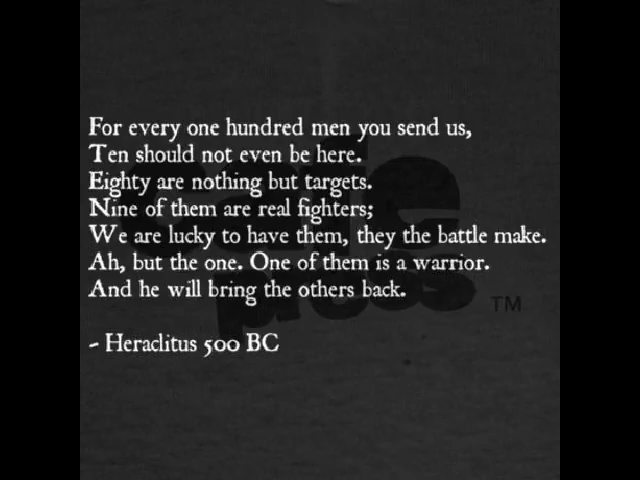 For every one hundred men you send us,
Ten should not even be here.
Eighty are nothing but targets.
Nine of them are real fighters;
We are lucky to have them, they the battle make.
Ah, but the one. One of them is a warrior.
And he will bring the others back.
- Heraclitus 500 BC
Cafe
press
TM